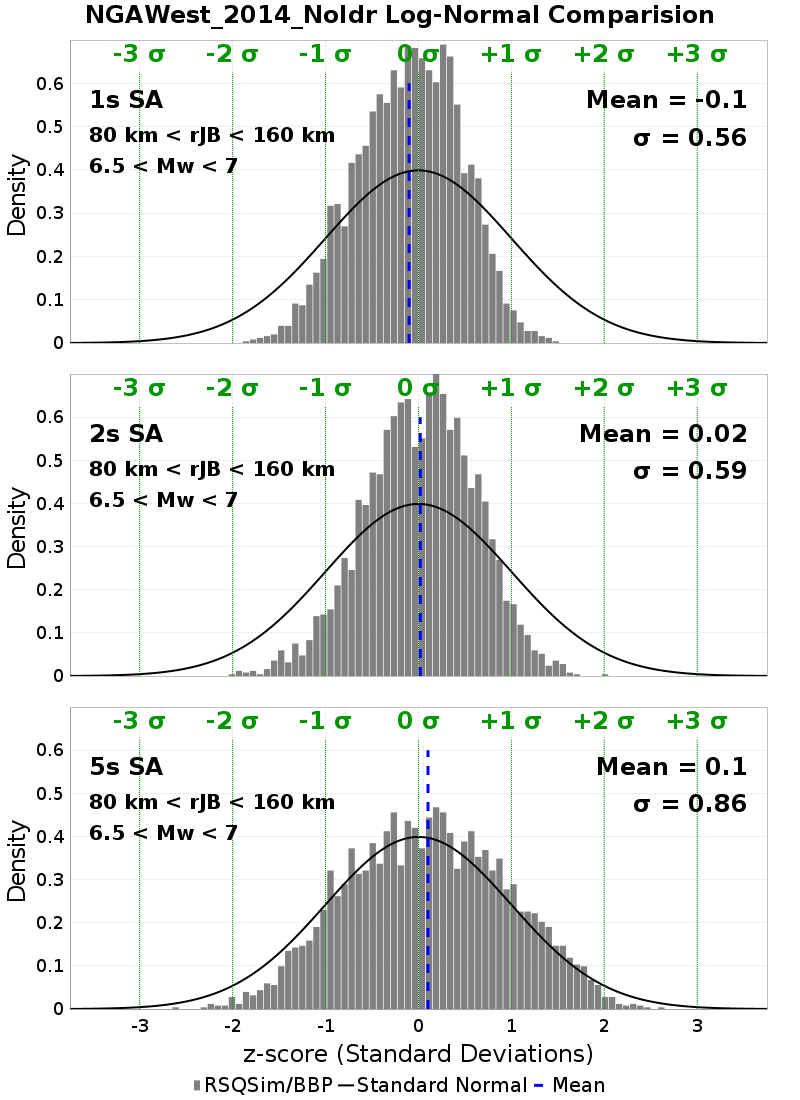 NGAWest_2014_NoIdr Log-Normal Comparision
-3 σ -2 σ -1 σ 0 σ +1 σ +2 σ +3 σ
0.6
1s SA Mean = -0.1
0.5
80 km < rJB < 160 km σ = 0.56
6.5 < Mw < 7
0.4
Density
0.3
0.2
0.1
0
-3 σ -2 σ -1 σ 0 σ +1 σ +2 σ +3 σ
0.6
2s SA Mean = 0.02
0.5
80 km < rJB < 160 km σ = 0.59
6.5 < Mw < 7
0.4
Density
0.3
0.2
0.1
0
-3 σ -2 σ -1 σ 0 σ +1 σ +2 σ +3 σ
0.6
5s SA Mean = 0.1
0.5
80 km < rJB < 160 km σ = 0.86
6.5 < Mw < 7
0.4
Density
0.3
0.2
0.1
0
-3 -2 -1 0 1 2 3
z-score (Standard Deviations)
RSQSim/BBP Standard Normal Mean